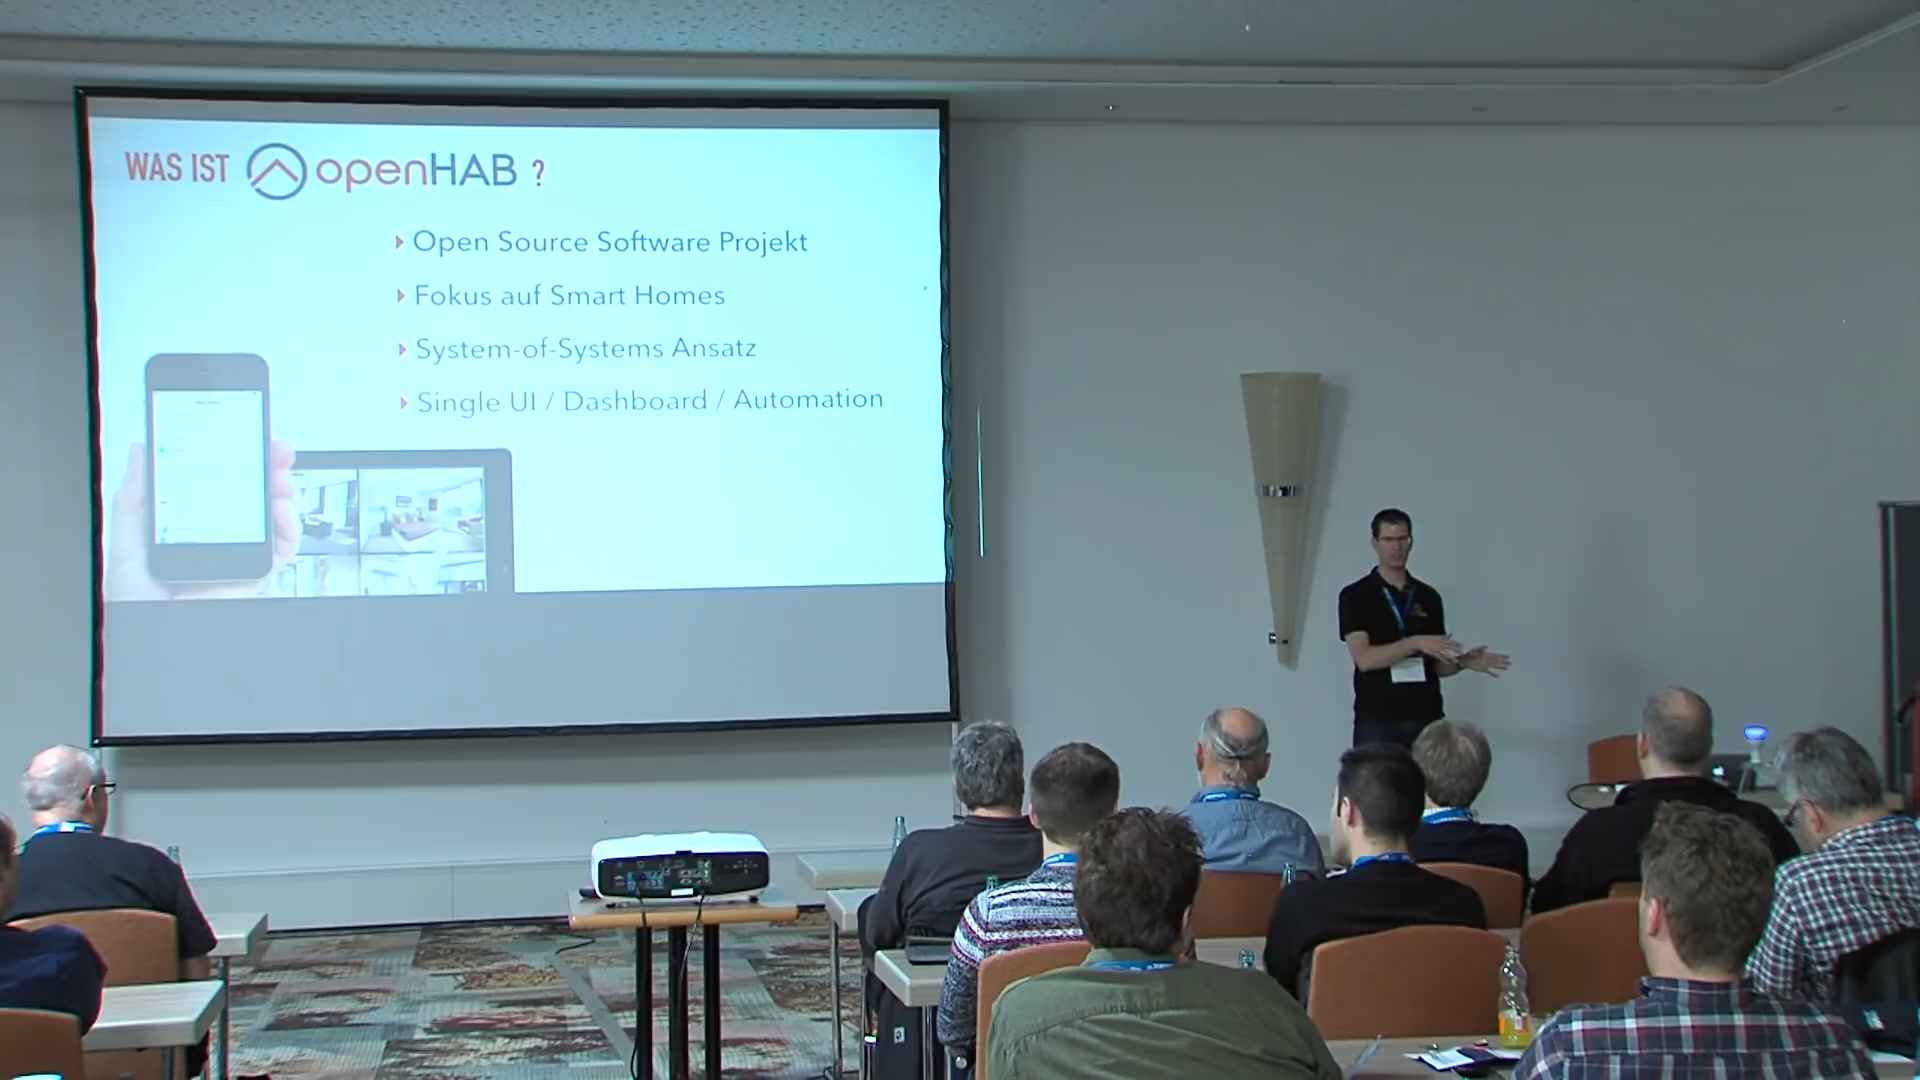 WAS IST openHAB ?
Open Source Software Projekt
Fokus auf Smart Homes
System-of-Systems Ansatz
Single UI / Dashboard / Automation